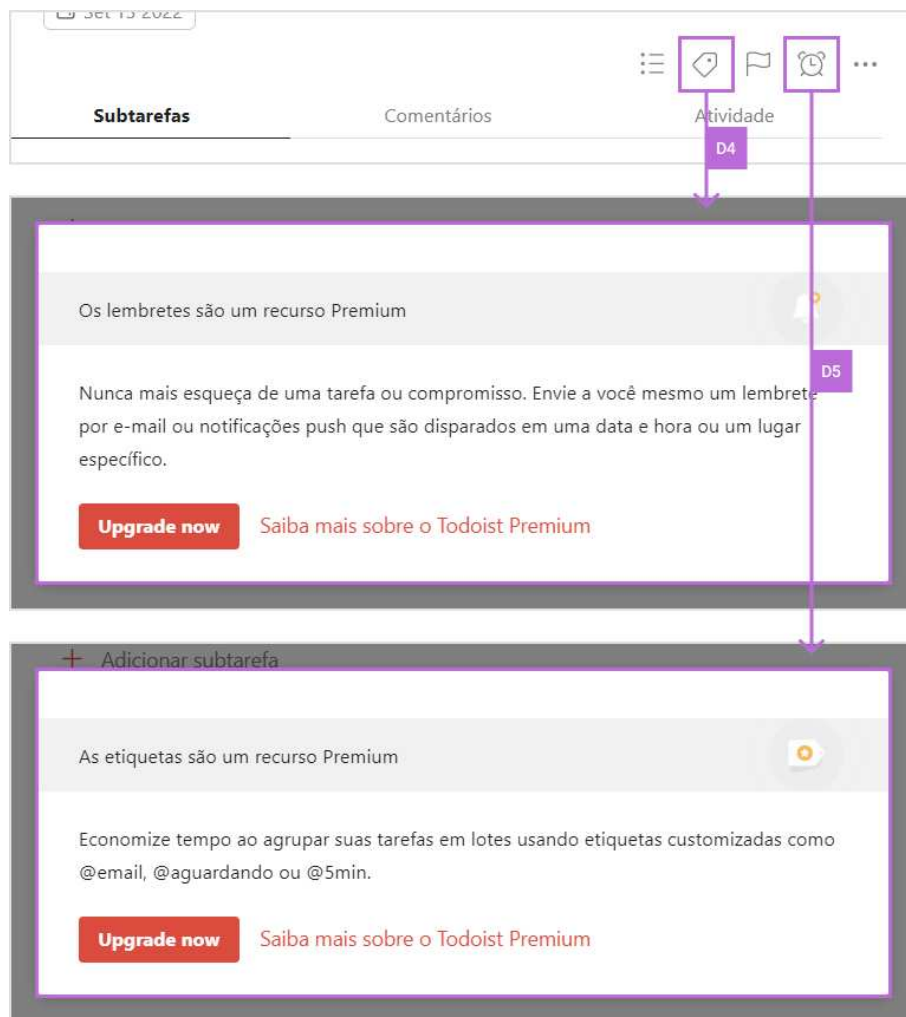 Set 15 2022
Subtarefas Comentários Atividade
D4
Os lembretes são um recurso Premium
D5
Nunca mais esqueça de uma tarefa ou compromisso. Envie a você mesmo um lembrete
por e-mail ou notificações push que são disparados em uma data e hora ou um lugar
específico.
Upgrade now Saiba mais sobre o Todoist Premium
+ Adicionar subtarefa
As etiquetas são um recurso Premium
Economize tempo ao agrupar suas tarefas em lotes usando etiquetas customizadas como
@email, @aguardando ou @5min.
Upgrade now Saiba mais sobre o Todoist Premium